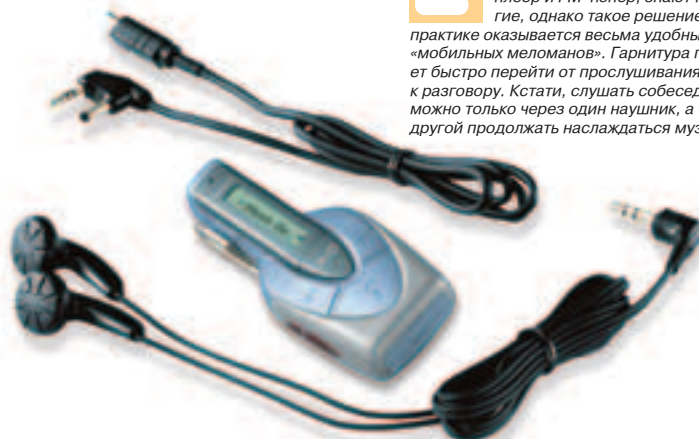 гие, однако такое решение
практике оказывается весьма удобны
«мобильных меломанов». Гарнитура п
ет быстро перейти от прослушивания
к разговору. Кстати, слушать собесед
можно только через один наушник, а
другой продолжать наслаждаться муз